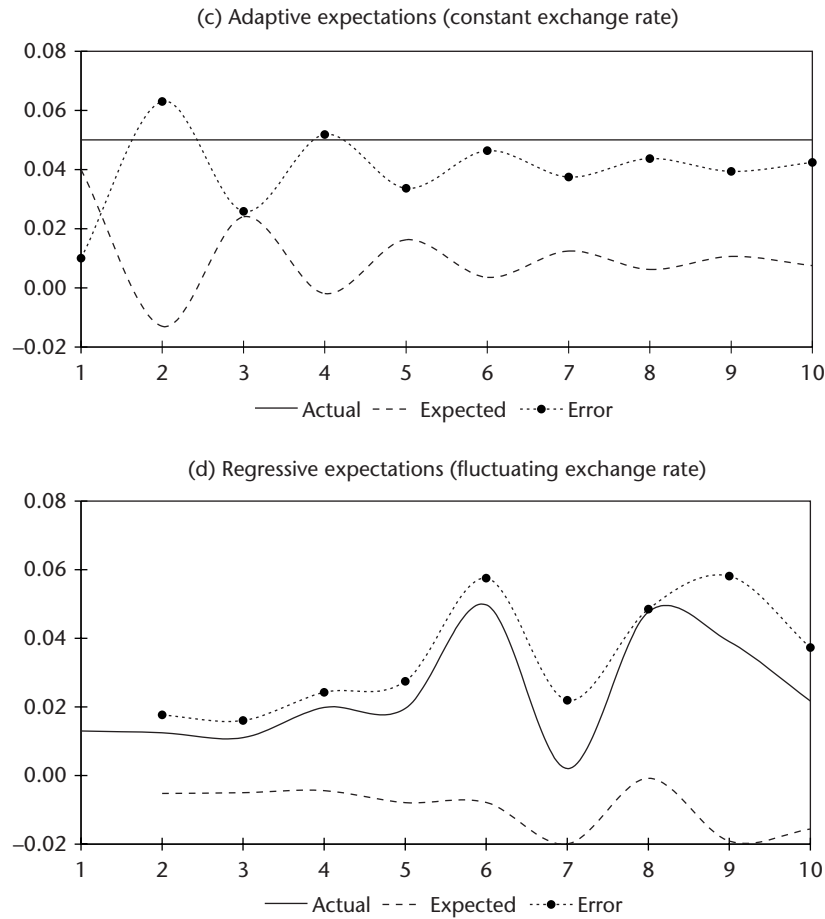 (c) Adaptive expectations (constant exchange rate)
0.08
0.06
0.04
0.02
0.00
–0.02
1 2 3 4 5 6 7 8 9 10
Actual Expected Error
(d) Regressive expectations (fluctuating exchange rate)
0.08
0.06
0.04
0.02
0.00
–0.02
1 2 3 4 5 6 7 8 9 10
Actual Expected Error